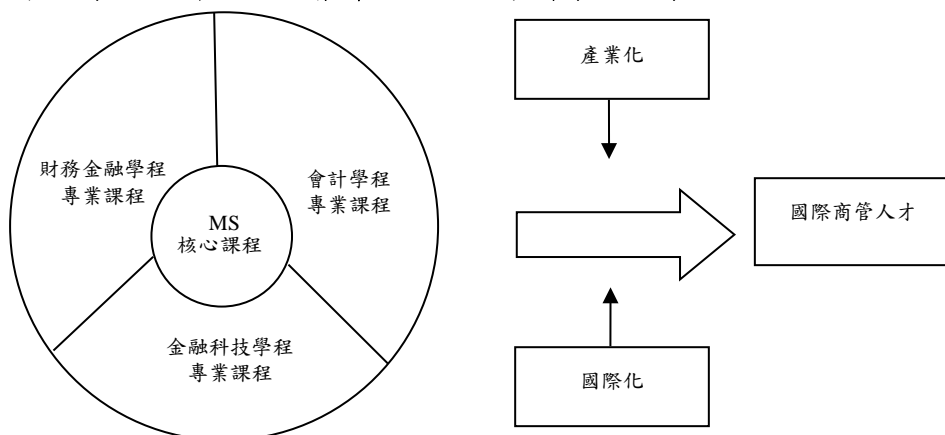 財務金融學程
專業課程
會計學程
專業課程
MS
核心課程
金融科技學程
專業課程
產業化
國際商管人才
國際化